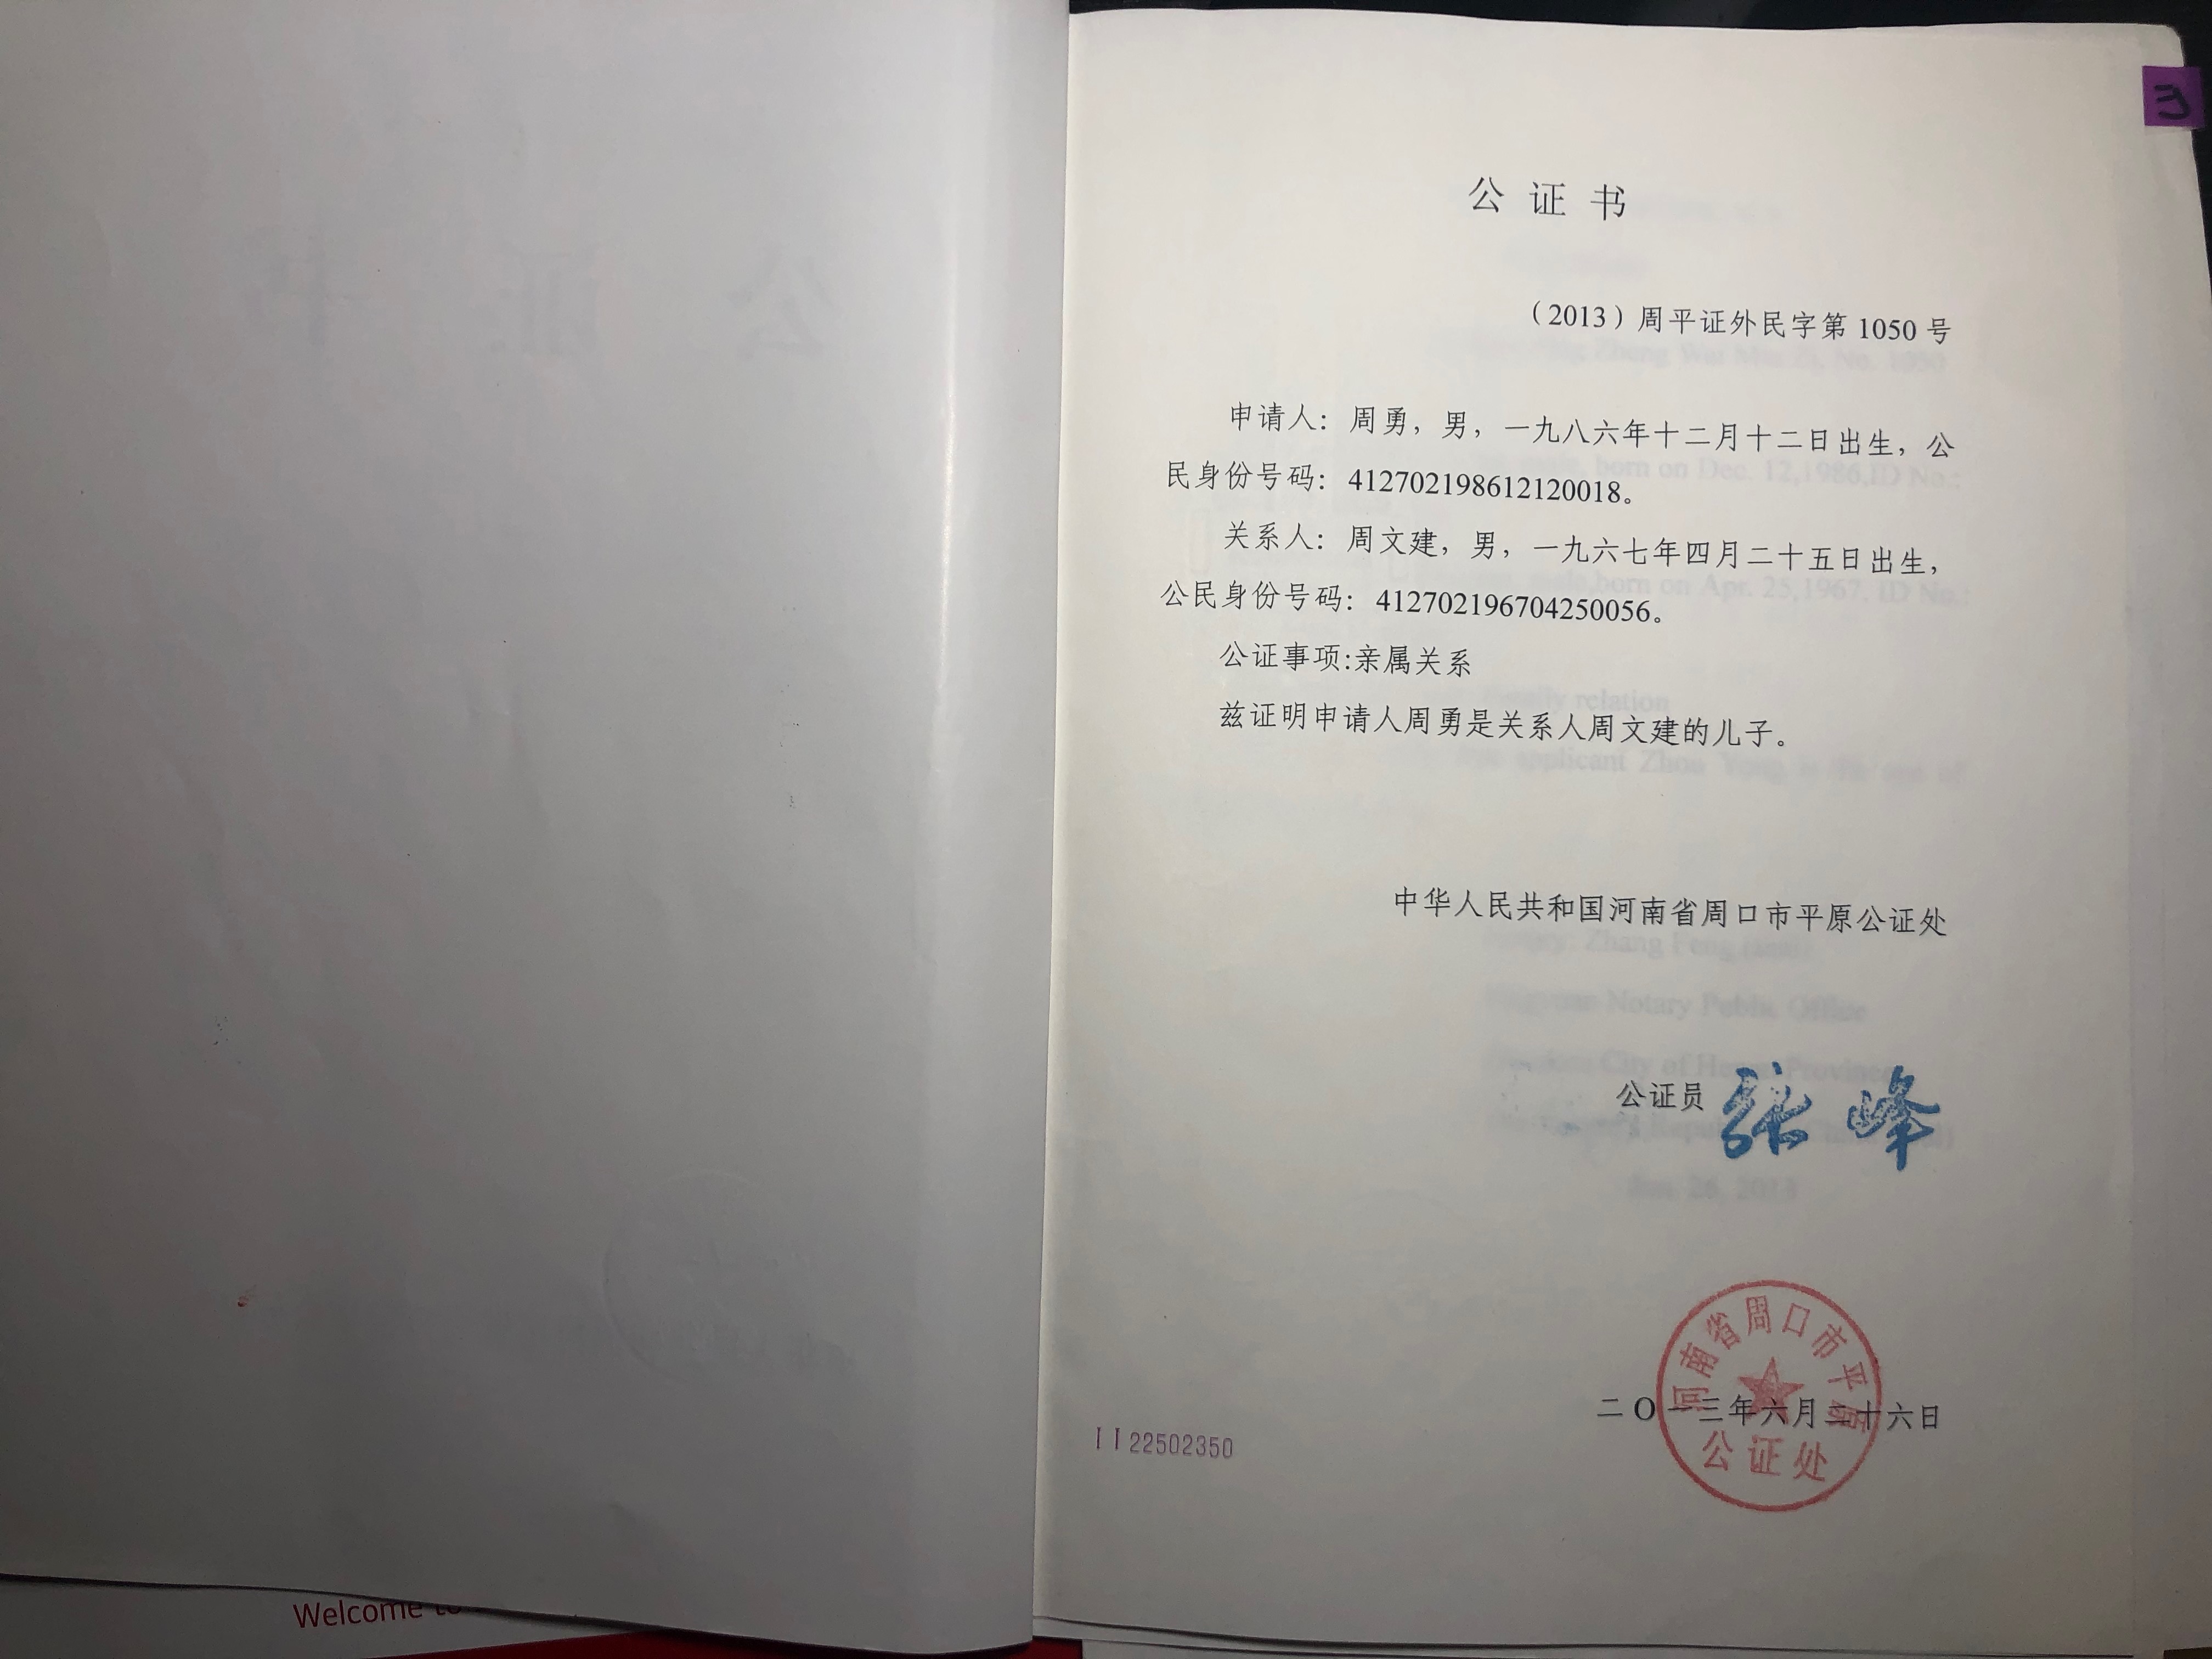 公证书
（2013）周平证外民字第 1050 号
申请人：周勇，男，一九八六年十二月十二日出生，公
民身份号码：412702198612120018。
关系人：周文建，男，一九六七年四月二十五日出生，
公民身份号码：412702196704250056。
公证事项:亲属关系
兹证明申请人周勇是关系人周文建的儿子。
中华人民共和国河南省周口市平原公证处
公证员 张峰
河南省周口市平原
公证处
二〇一三年六月二十六日
II22502350
Welcome to